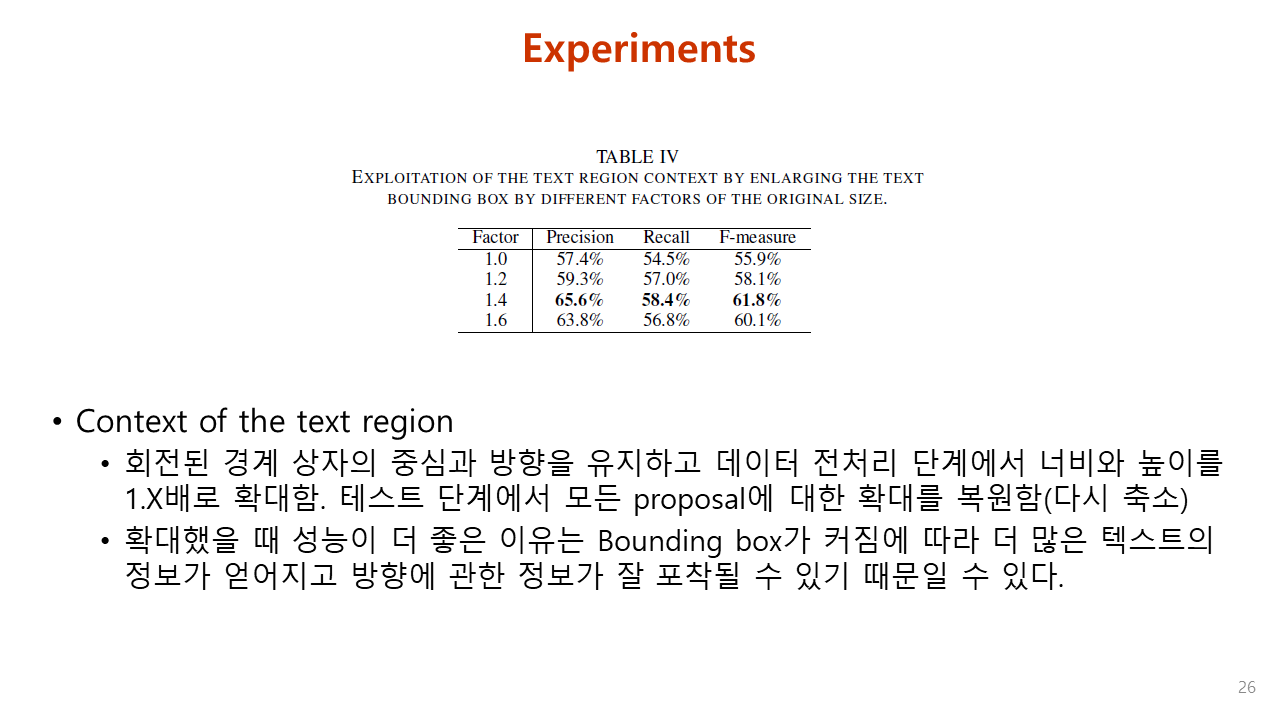 Experiments
TABLE IV
EXPLOITATION OF THE TEXT REGION CONTEXT BY ENLARGING THE TEXT
BOUNDING BOX BY DIFFERENT FACTORS OF THE ORIGINAL SIZE.
Factor Precision Recall F-measure
1.0 57.4% 54.5% 55.9%
1.2 59.3% 57.0% 58.1%
1.4 65.6% 58.4% 61.8%
1.6 63.8% 56.8% 60.1%
• Context of the text region
• 회전된 경계 상자의 중심과 방향을 유지하고 데이터 전처리 단계에서 너비와 높이를
1.X배로 확대함. 테스트 단계에서 모든 proposal에 대한 확대를 복원함(다시 축소)
• 확대했을 때 성능이 더 좋은 이유는 Bounding box가 커짐에 따라 더 많은 텍스트의
정보가 얻어지고 방향에 관한 정보가 잘 포착될 수 있기 때문일 수 있다.
26